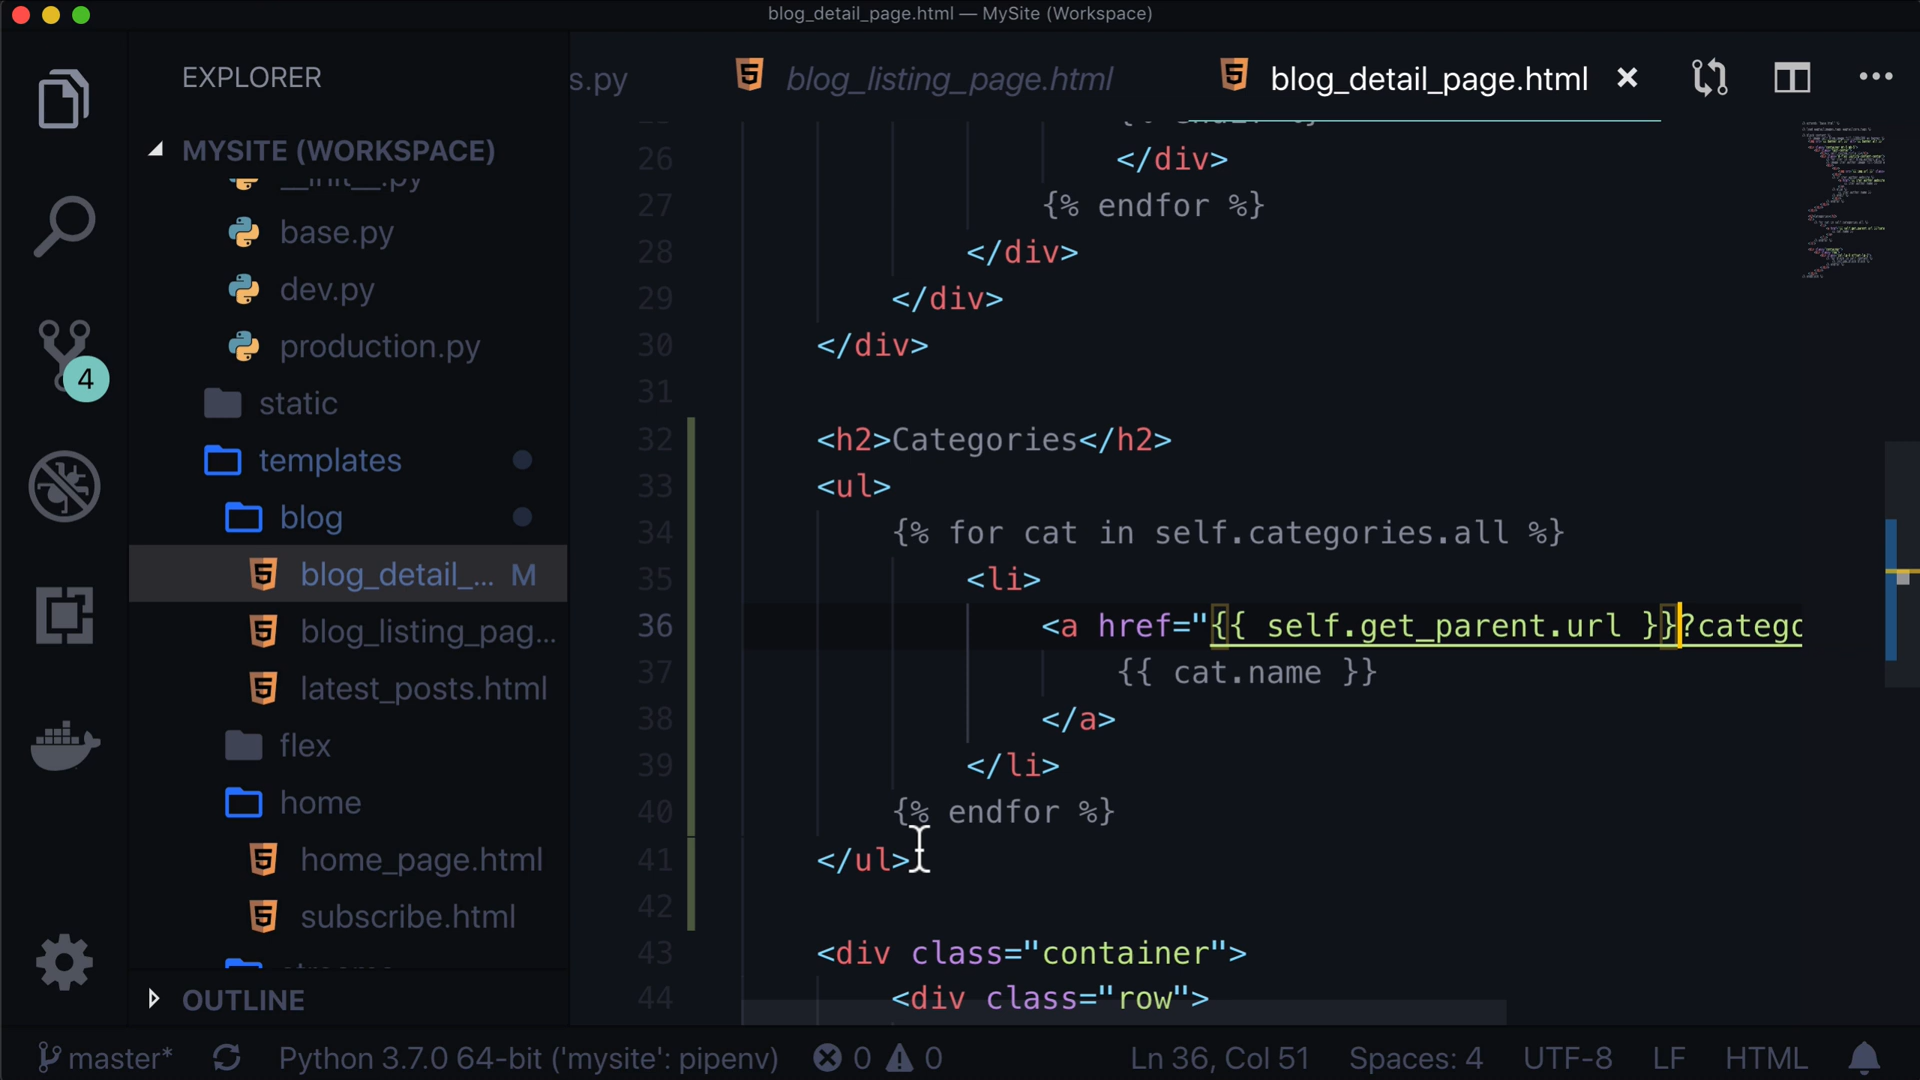 blog_detail_page.html — MySite (Workspace)
EXPLORER
s.py
blog_listing_page.html
blog_detail_page.html
MYSITE (WORKSPACE)
__init__.py
base.py
dev.py
production.py
static
templates
blog
blog_detail_... M
blog_listing_pag...
latest_posts.html
flex
home
home_page.html
subscribe.html
OUTLINE
4
26 </div>
27 {% endfor %}
28 </div>
29 </div>
30 </div>
31
32 <h2>Categories</h2>
33 <ul>
34 {% for cat in self.categories.all %}
35 <li>
36 <a href="{{ self.get_parent.url }}?catego
37 {{ cat.name }}
38 </a>
39 </li>
40 {% endfor %}
41 </ul>
42
43 <div class="container">
44 <div class="row">
master* Python 3.7.0 64-bit ('mysite': pipenv) 0 0 Ln 36, Col 51 Spaces: 4 UTF-8 LF HTML